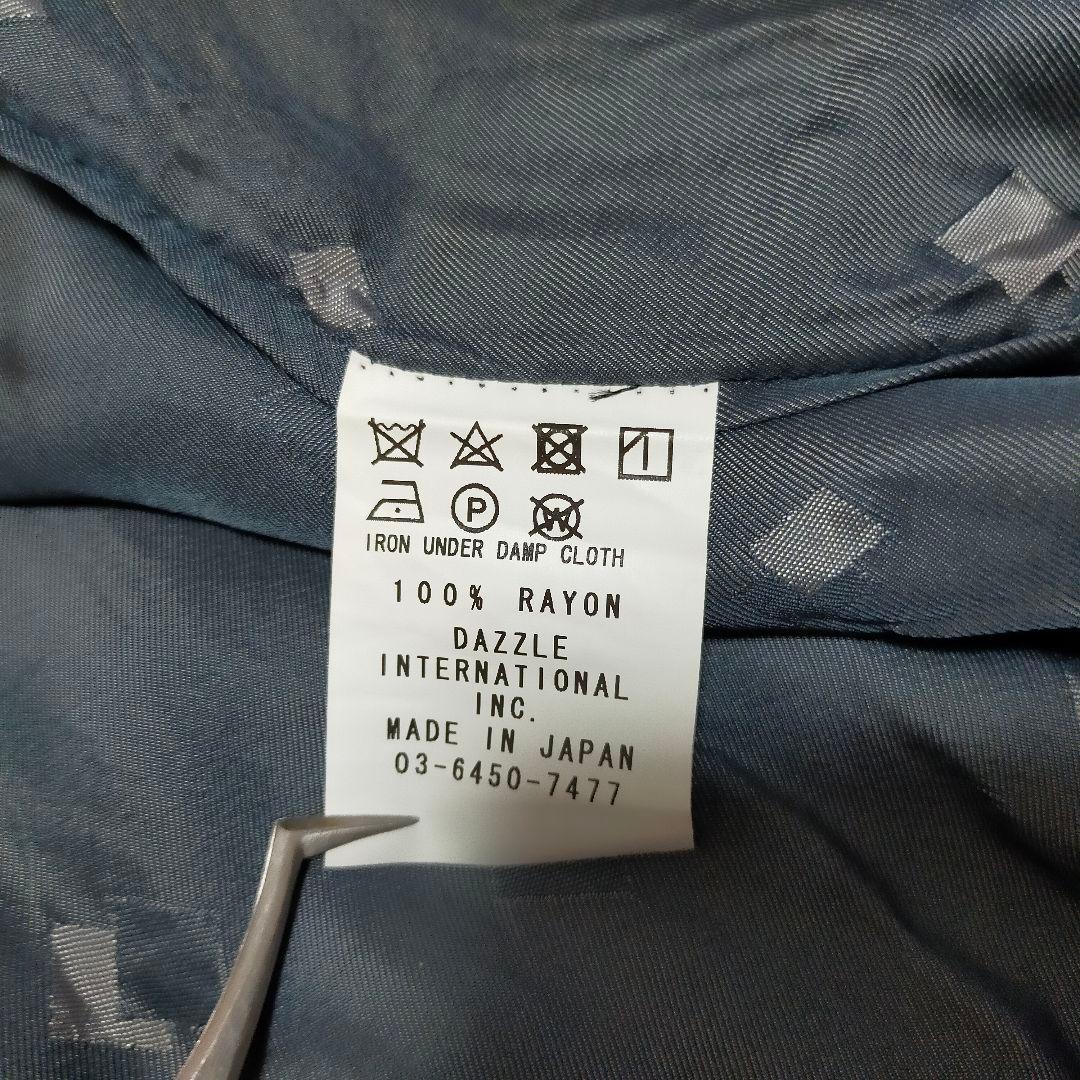 P W
IRON UNDER DAMP CLOTH
100% RAYON
DAZZLE
INTERNATIONAL
INC.
MADE IN JAPAN
03-6450-7477